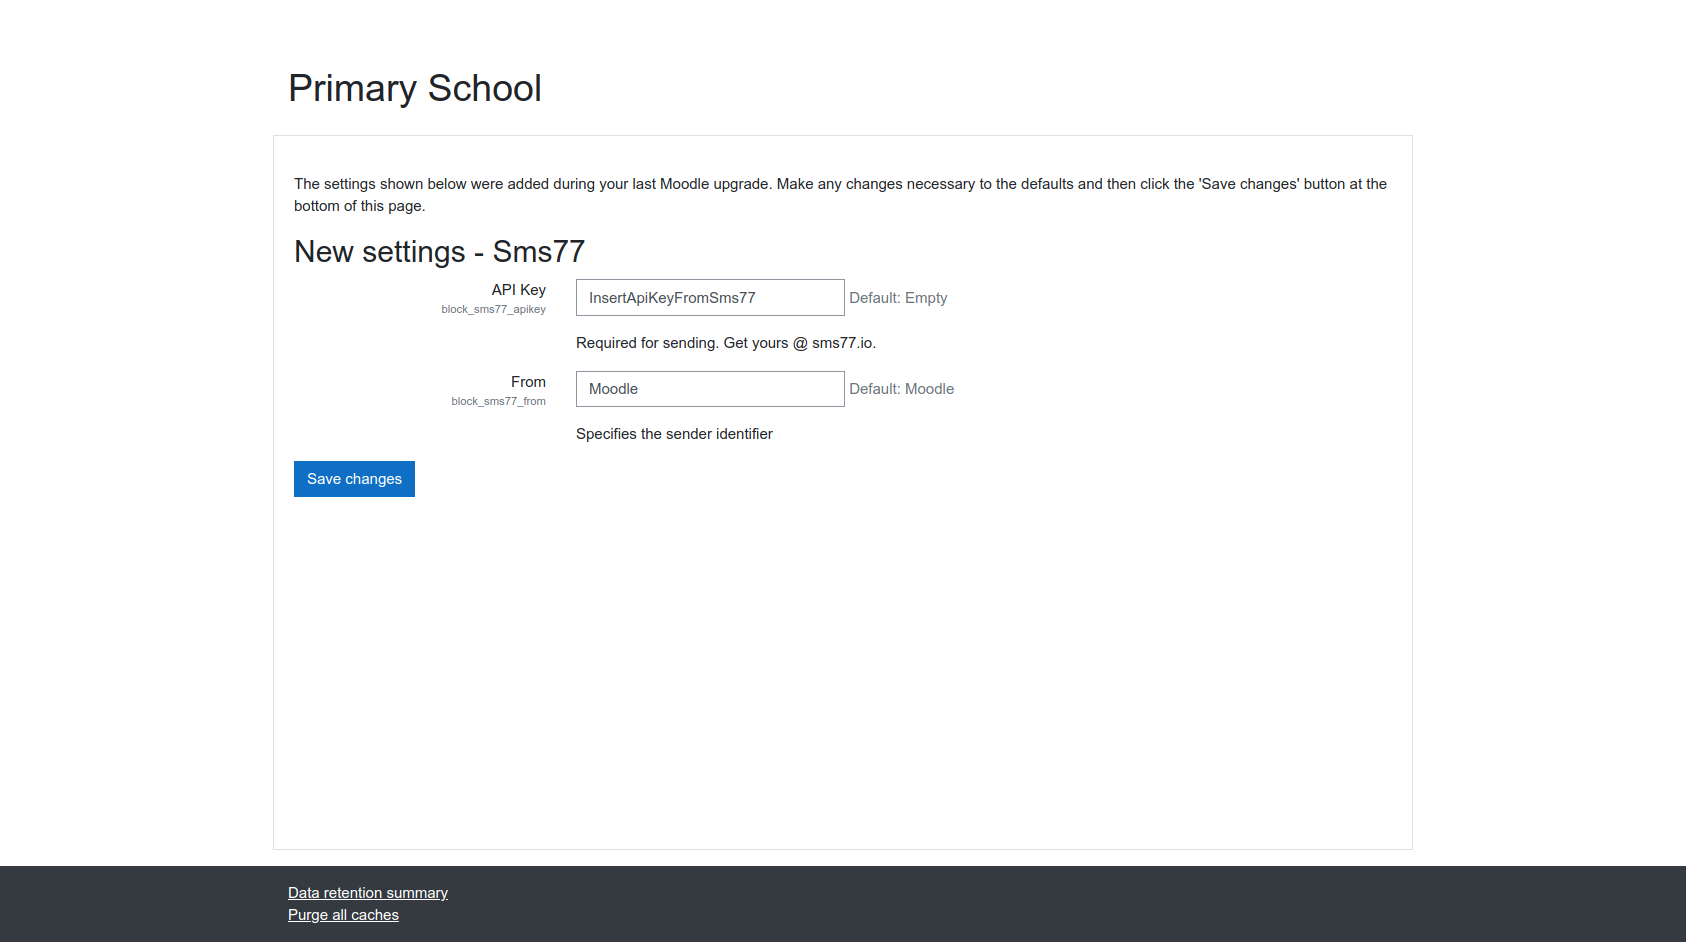 Primary School
The settings shown below were added during your last Moodle upgrade. Make any changes necessary to the defaults and then click the 'Save changes' button at the
bottom of this page.
New settings - Sms77
API Key
block_sms77_apikey
InsertApiKeyFromSms77
Default: Empty
Required for sending. Get yours @ sms77.io.
From
block_sms77_from
Moodle
Default: Moodle
Specifies the sender identifier
Save changes
Data retention summary
Purge all caches